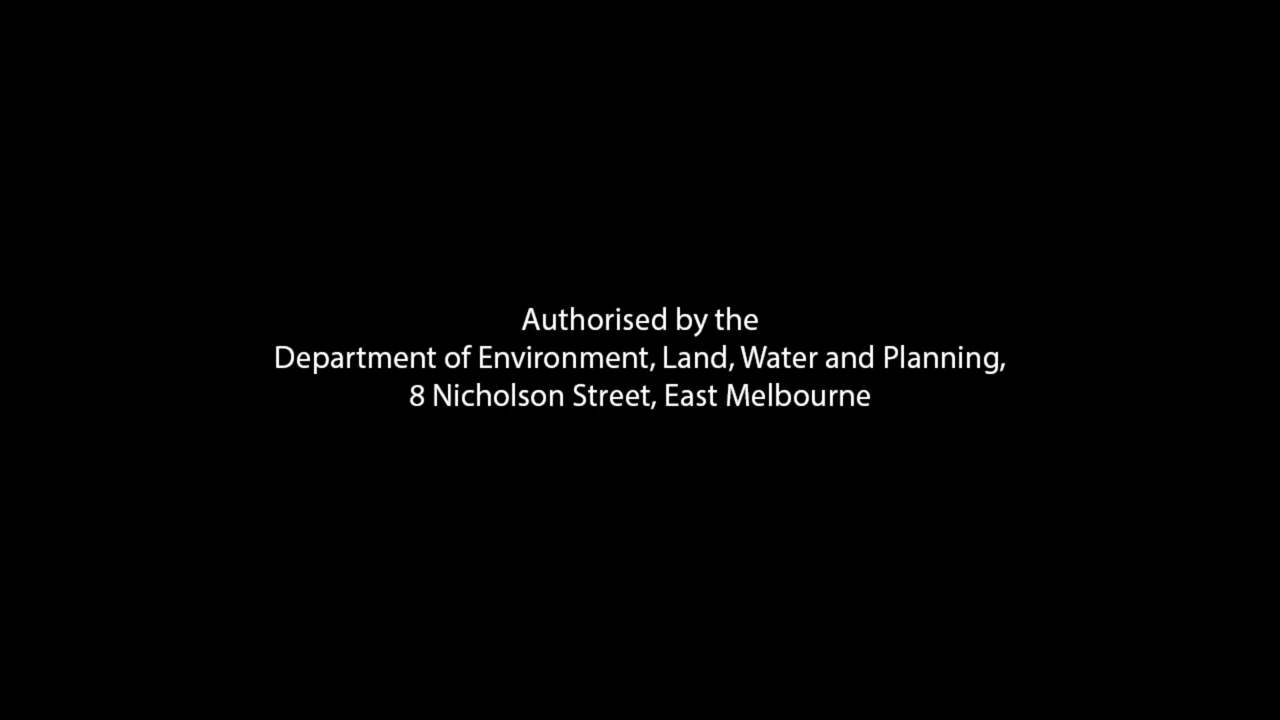 Authorised by the
Department of Environment, Land, Water and Planning,
8 Nicholson Street, East Melbourne